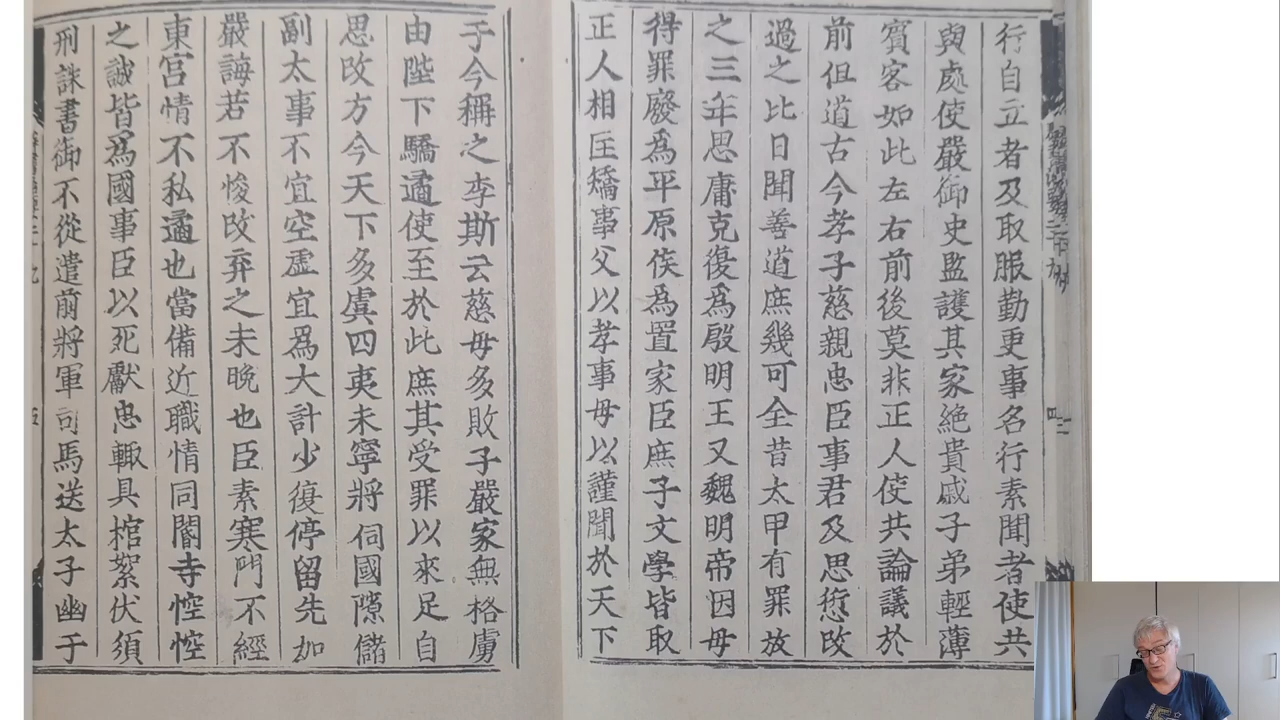 行自立者及取服勤更事名行素聞者使共
與處使嚴御史監護其家絶貴戚子弟輕薄
賓客如此左右前後莫非正人使共論議於
前但道古今孝子慈親忠臣事君及思愆改
過之比日聞善道庶幾可全昔太甲有罪放
之三年思庸克復為殷明王又魏明帝因母
得罪廢為平原侯為置家臣庶子文學皆取
正人相匡矯事父以孝事母以謹聞於天下
于今稱之李斯云慈母多敗子嚴家無格虜
由陛下驕遹使至於此庶其受罪以來足自
思改方今天下多虞四夷未寧將伺國隙儲
副太事不宜空虛宜為大計少復停留先加
嚴誨若不悛改弃之未晚也臣素寒門不經
東宮情不私遹也當備近職情同閽寺悾悾
之誠皆為國事臣以死獻忠輙具棺絮伏須
刑誅書御不從遣前將軍司馬送太子幽于